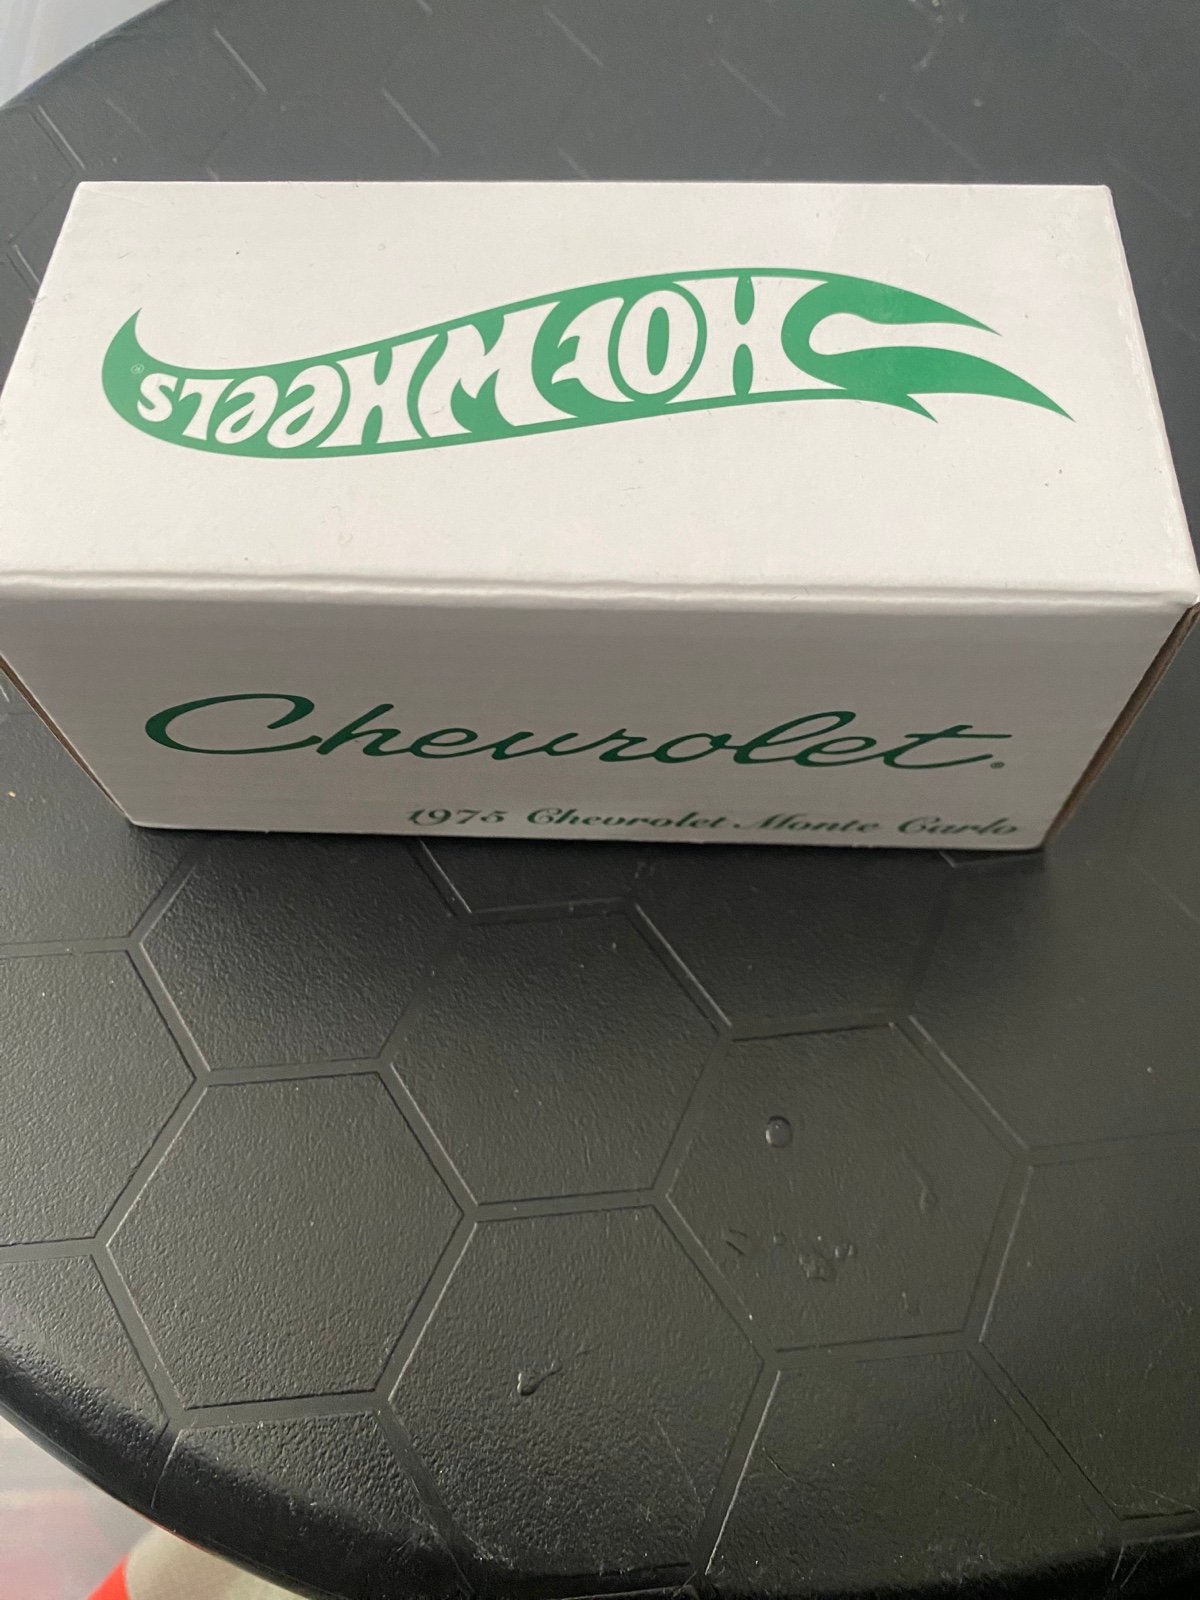 HOT WHEELS®
Chevrolet®
1975 Chevrolet Monte Carlo